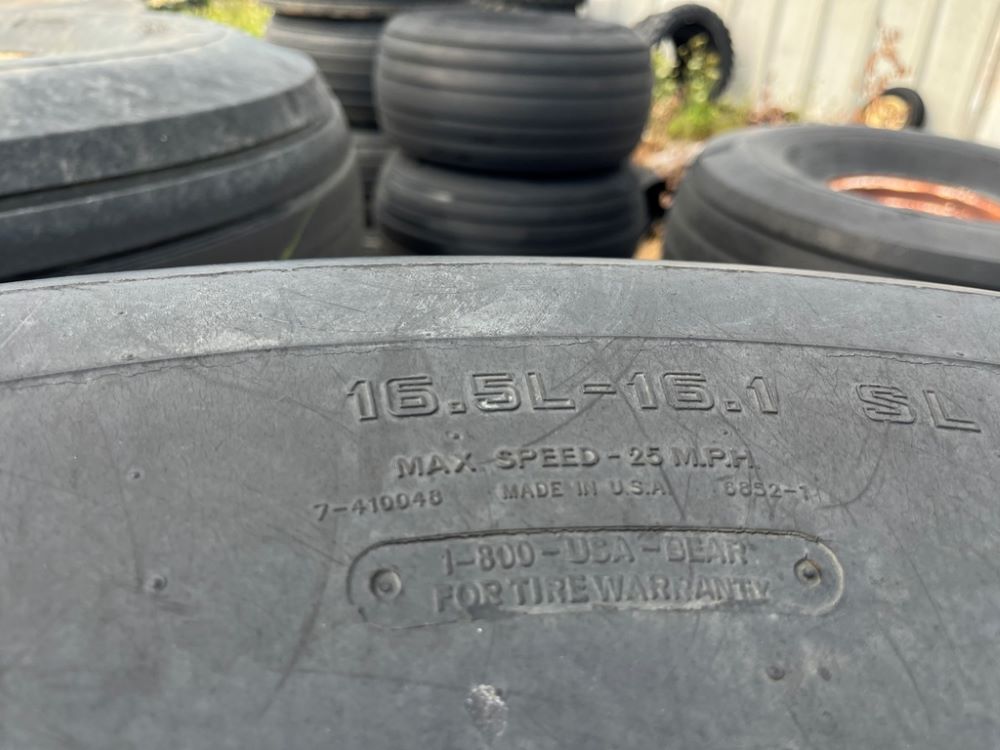 16.5L-16.1 SL
MAX. SPEED - 25 M.P.H.
7-410048 MADE IN U.S.A. 6852-1
1-800-USA-BEAR
FOR TIRE WARRANTY